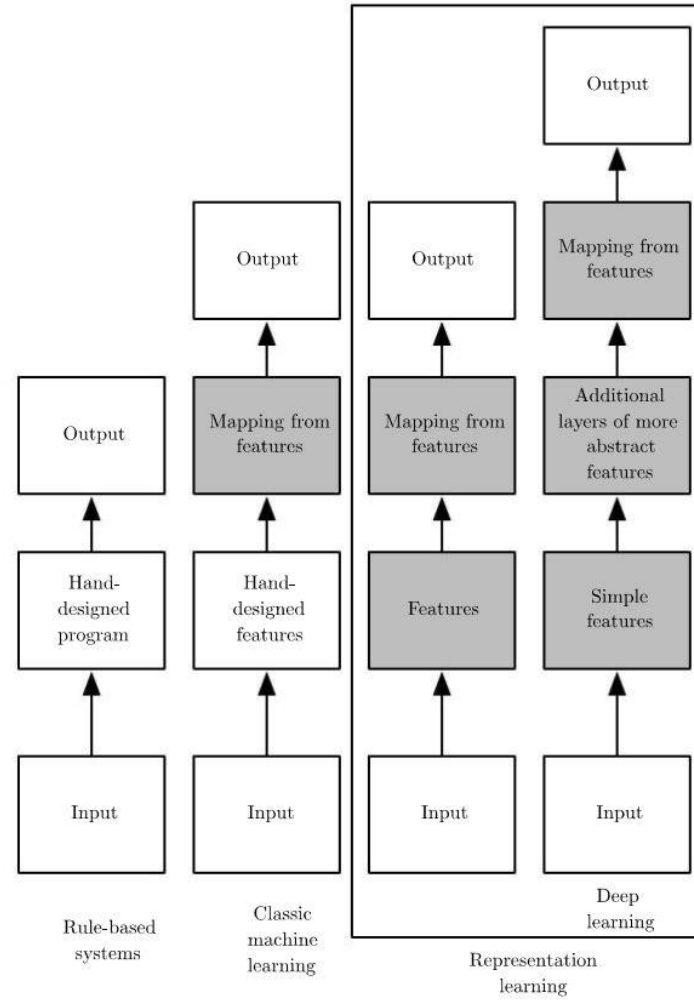 Output
Output
Output
Mapping from
features
Output
Mapping from
features
Mapping from
features
Additional
layers of more
abstract
features
Hand-
designed
program
Hand-
designed
features
Features
Simple
features
Input
Input
Input
Input
Rule-based
systems
Classic
machine
learning
Deep
learning
Representation
learning